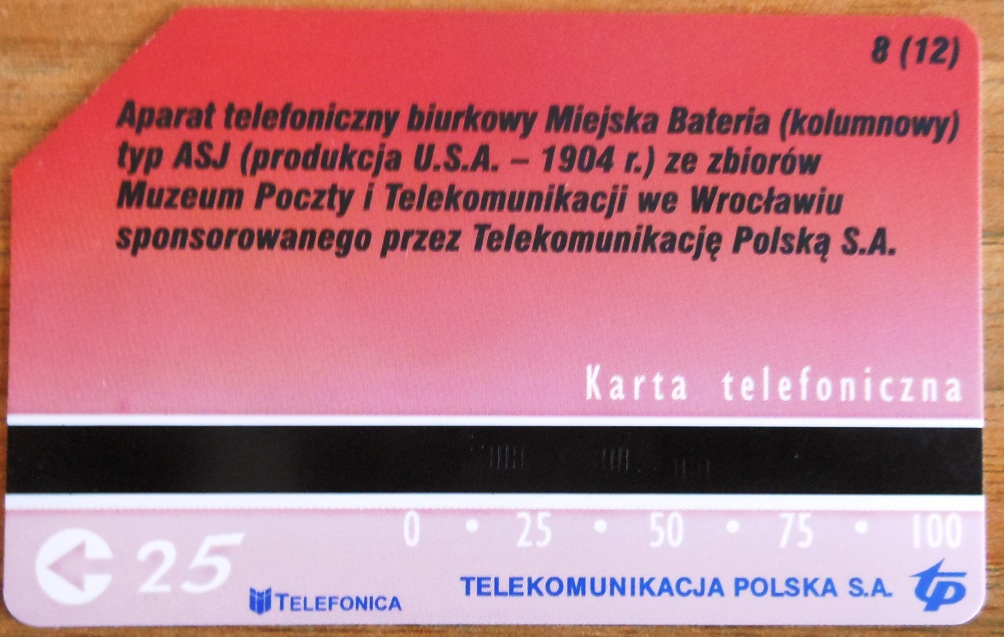 8 (12)
Aparat telefoniczny biurkowy Miejska Bateria (kolumnowy)
typ ASJ (produkcja U.S.A. – 1904 r.) ze zbiorów
Muzeum Poczty i Telekomunikacji we Wrocławiu
sponsorowanego przez Telekomunikację Polską S.A.
Karta telefoniczna
0 • 25 • 50 • 75 • 100
25
TELEFONICA
TELEKOMUNIKACJA POLSKA S.A. tp